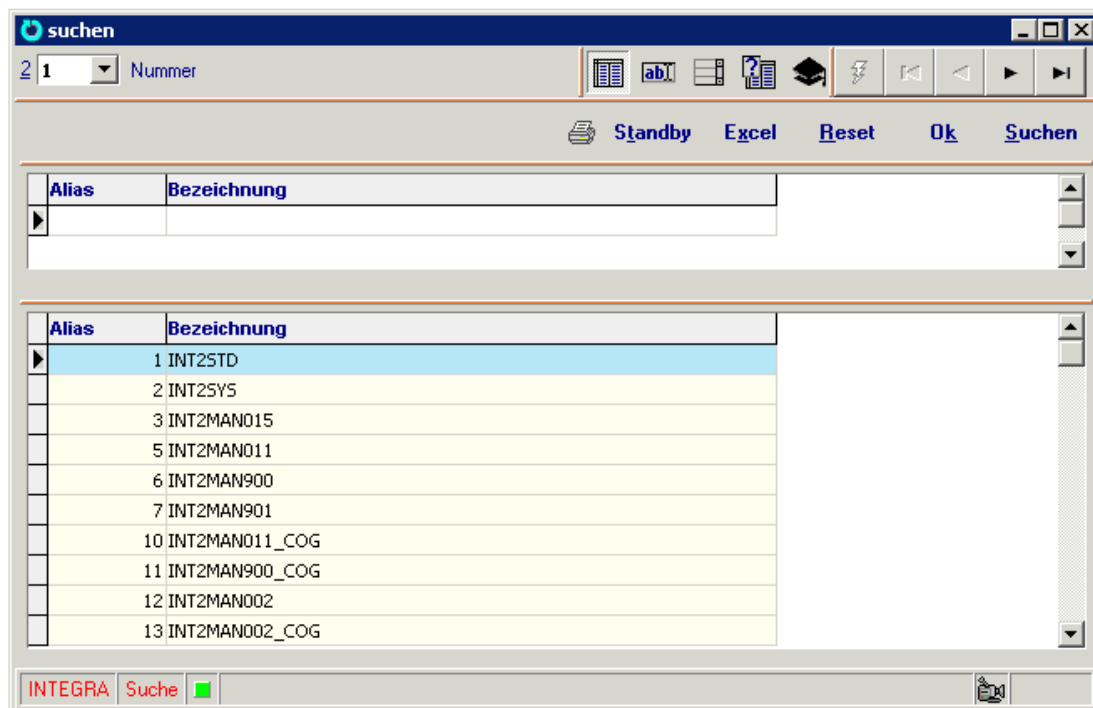 suchen
2 1 Nummer
Standby Excel Reset Ok Suchen
Alias Bezeichnung
Alias Bezeichnung
1 INT2STD
2 INT2SYS
3 INT2MAN015
5 INT2MAN011
6 INT2MAN900
7 INT2MAN901
10 INT2MAN011_COG
11 INT2MAN900_COG
12 INT2MAN002
13 INT2MAN002_COG
INTEGRA Suche